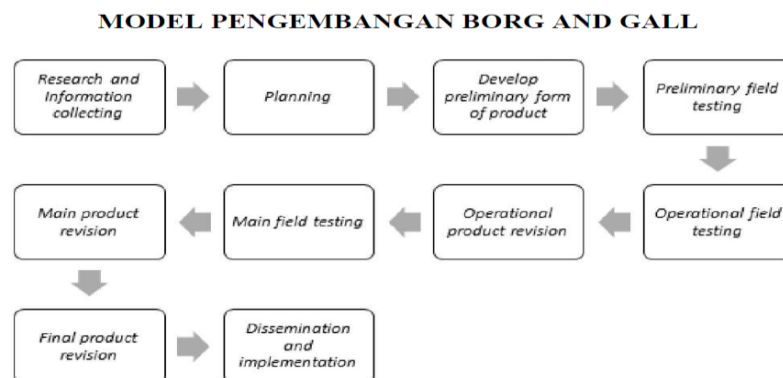 MODEL PENGEMBANGAN BORG AND GALL
Research and
Information
collecting
Planning
Develop
preliminary form
of product
Preliminary field
testing
Operational field
testing
Operational
product revision
Main field testing
Main product
revision
Final product
revision
Dissemination
and
implementation